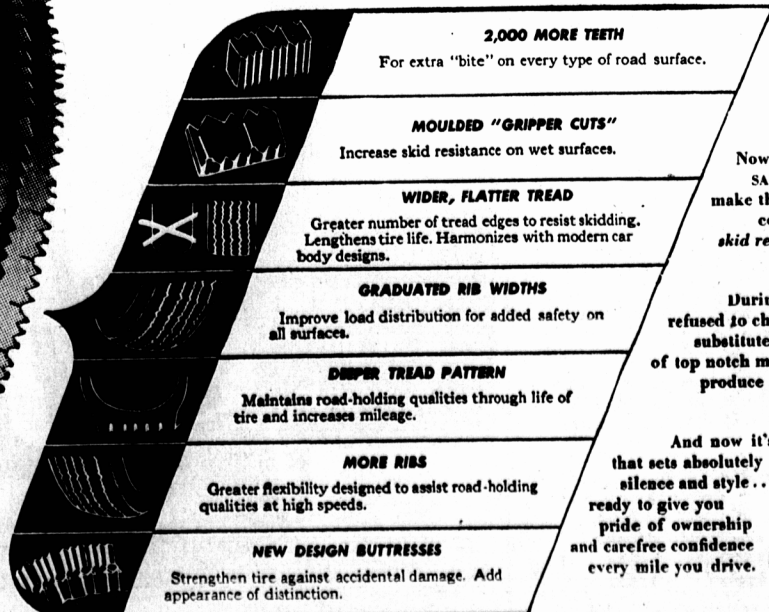 2,000 MORE TEETH
For extra "bite" on every type of road surface.
MOULDED "GRIPPER CUTS"
Increase skid resistance on wet surfaces.
WIDER, FLATTER TREAD
Greater number of tread edges to resist skidding.
Lengthens tire life. Harmonizes with modern car
body designs.
GRADUATED RIB WIDTHS
Improve load distribution for added safety on
all surfaces.
DEEPER TREAD PATTERN
Maintains road-holding qualities through life of
tire and increases mileage.
MORE RIBS
Greater flexibility designed to assist road-holding
qualities at high speeds.
NEW DESIGN BUTTRESSES
Strengthen tire against accidental damage. Add
appearance of distinction.
Now
SA
make th
co
skid re
Durin
refused to ch
substitute
of top notch m
produce
And now it's
that sets absolutely
silence and style..
ready to give you
pride of ownership
and carefree confidence
every mile you drive.